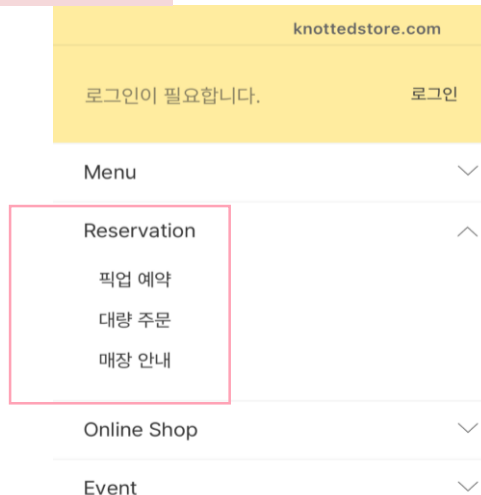 knottedstore.com
로그인이 필요합니다. 로그인
Menu
Reservation
픽업 예약
대량 주문
매장 안내
Online Shop
Event